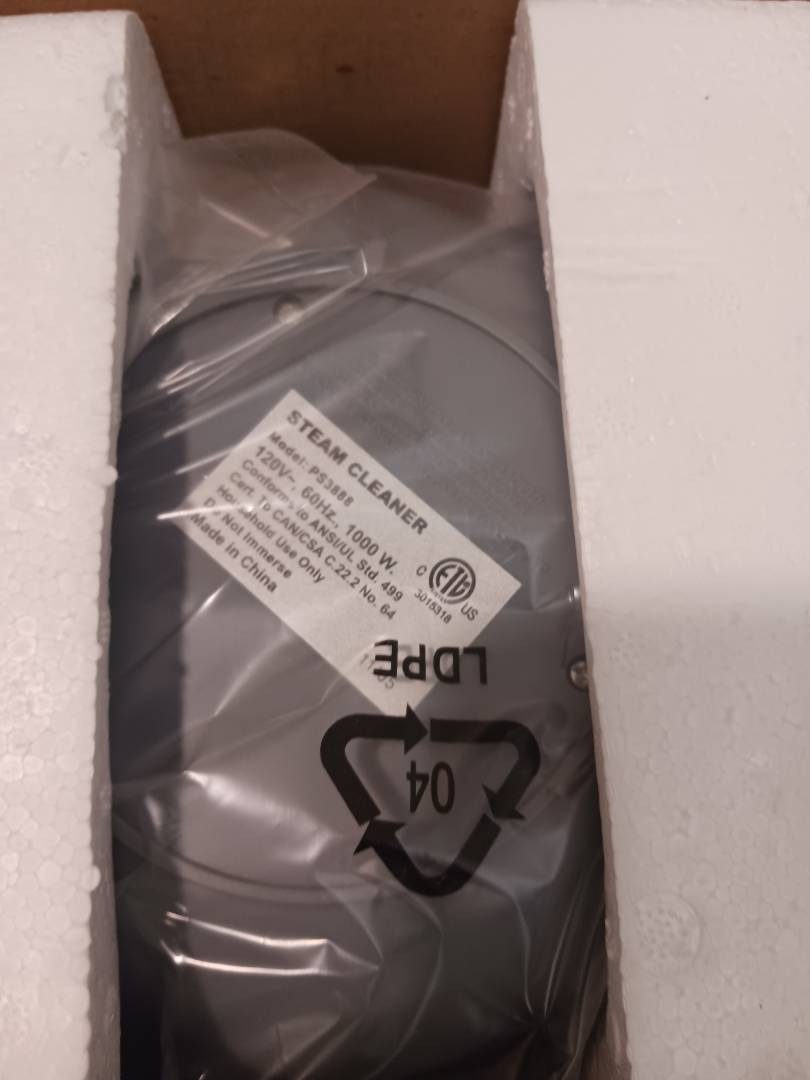 STEAM CLEANER
Model: PS3888
120V~, 60Hz., 1000 W.
Conforms to ANSI/UL Std. 499
Cert. To CAN/CSA C.22.2 No. 64
Household Use Only
Do Not Immerse
Made in China
C ETL US
3015318
LDPE
04